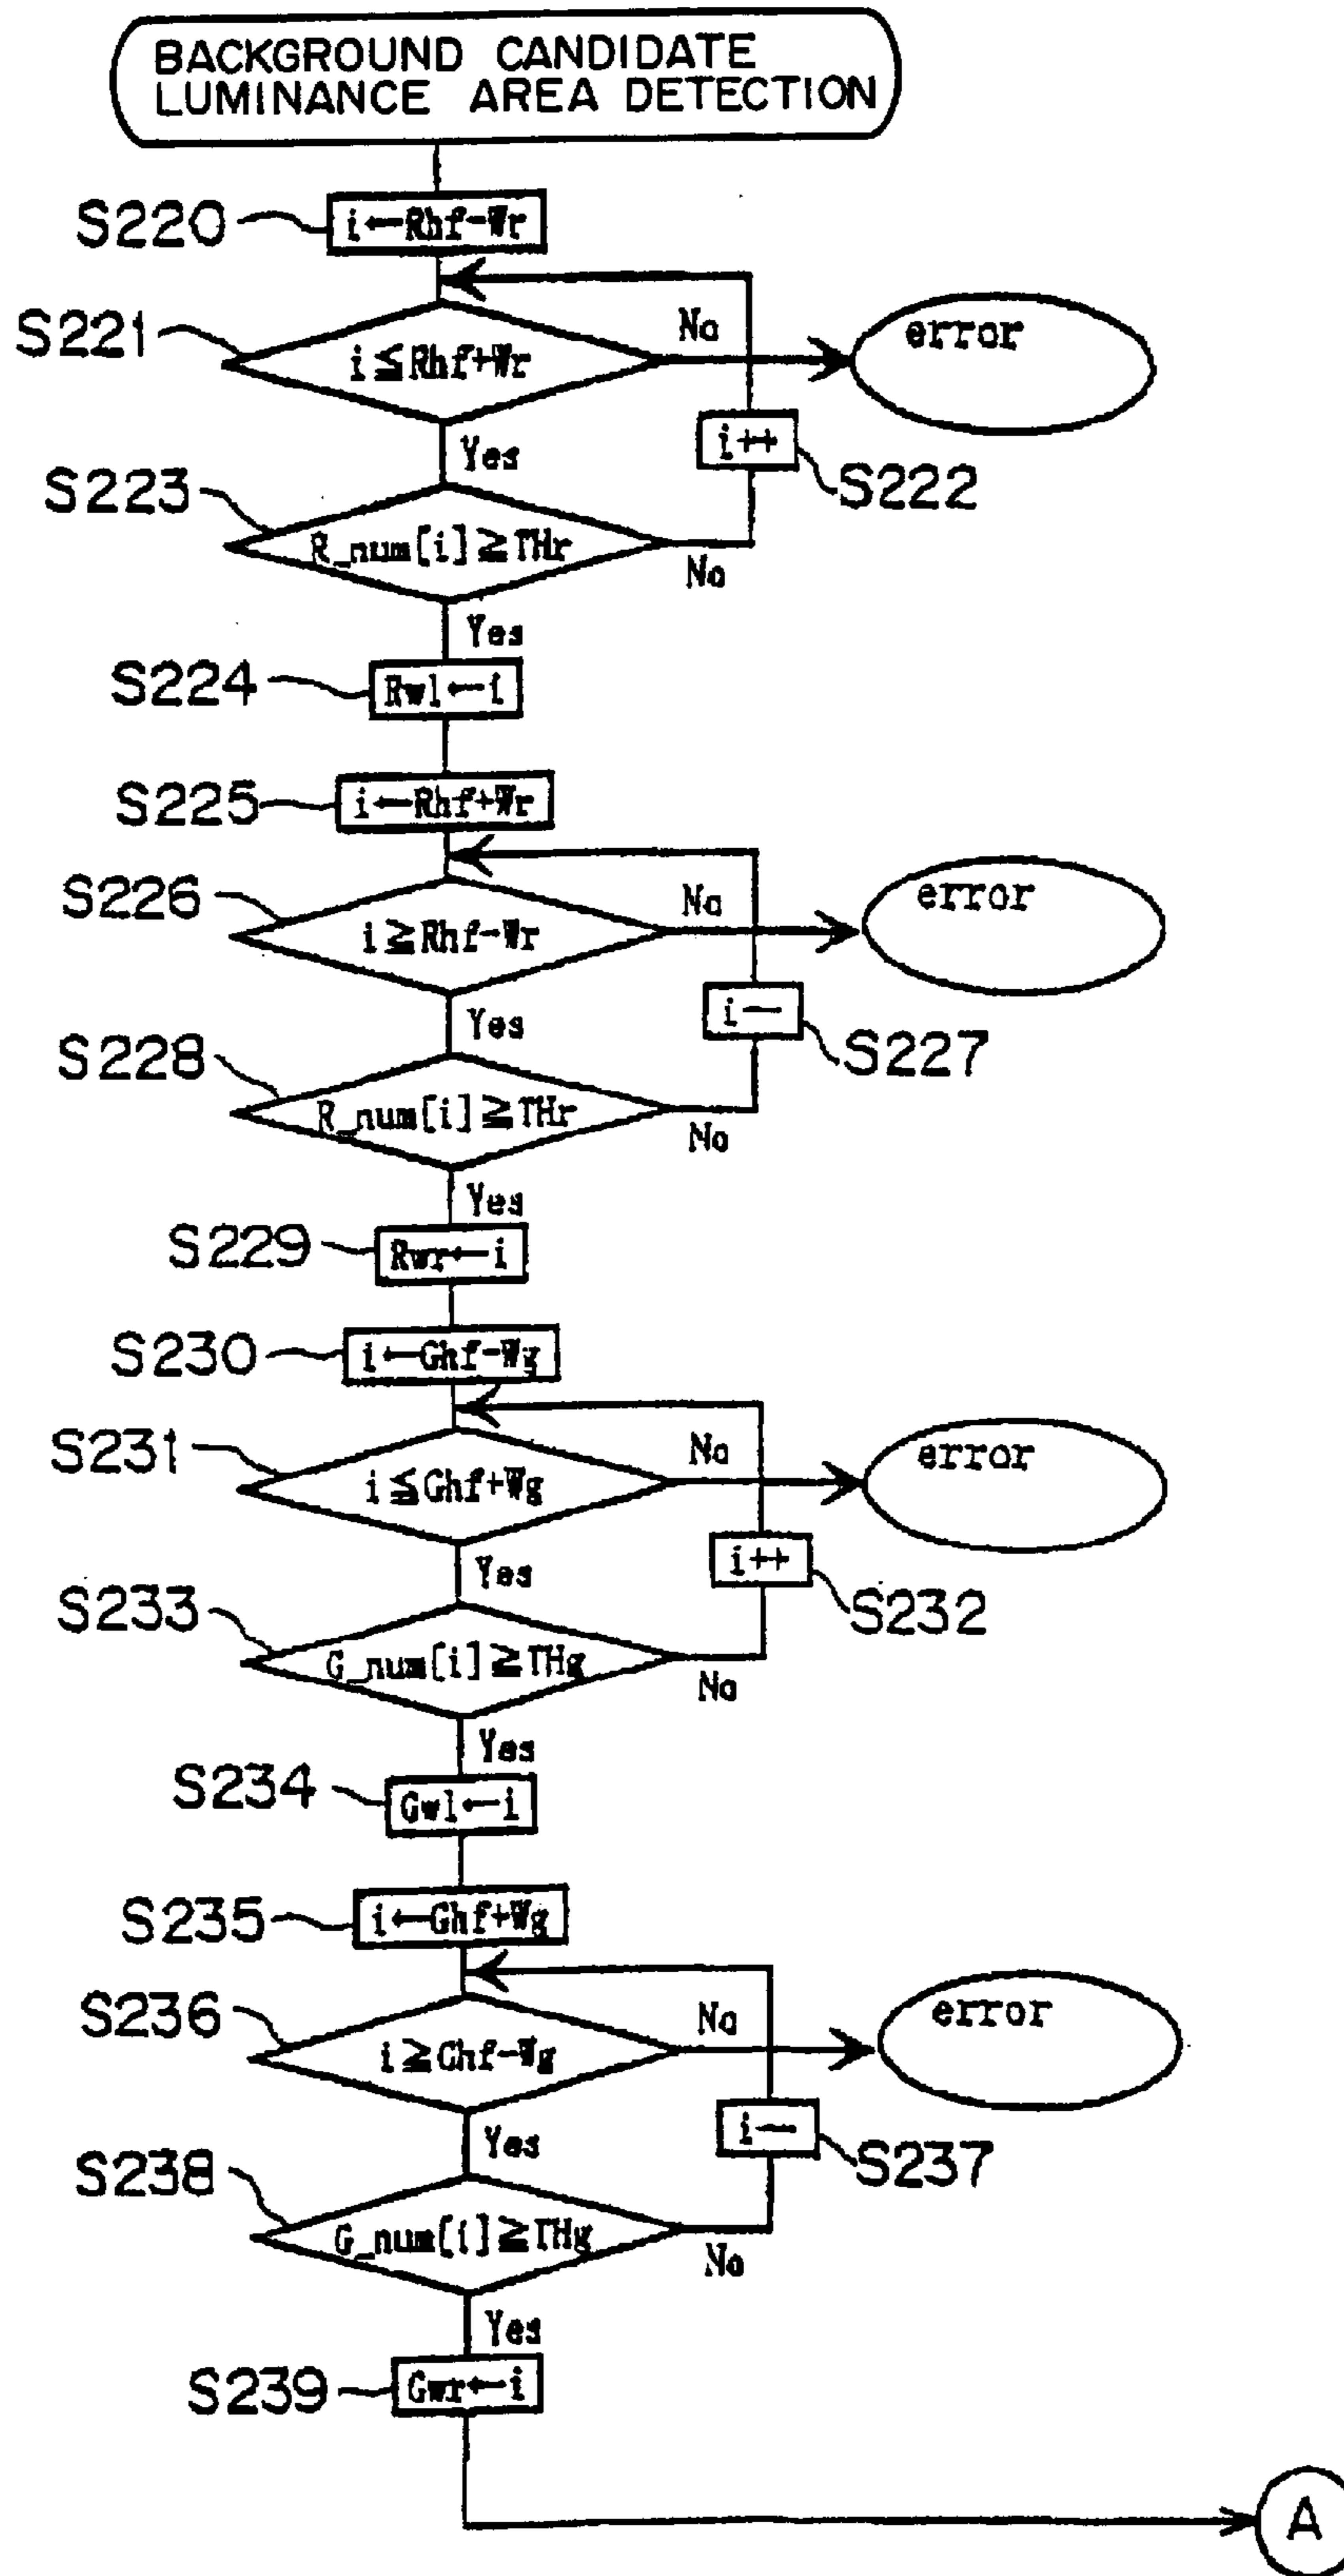 BACKGROUND CANDIDATE
LUMINANCE AREA DETECTION
S220
i←Rhf-Wr
S221
i≦Rhf+Wr
No
error
Yes
i++
S222
S223
R_num[i]≧THr
No
Yes
S224
Rwl←i
S225
i←Rhf+Wr
S226
i≧Rhf-Wr
No
error
Yes
i--
S227
S228
R_num[i]≧THr
No
Yes
S229
Rwr←i
S230
i←Ghf-Wg
S231
i≦Ghf+Wg
No
error
Yes
i++
S232
S233
G_num[i]≧THg
No
Yes
S234
Gwl←i
S235
i←Ghf+Wg
S236
i≧Ghf-Wg
No
error
Yes
i--
S237
S238
G_num[i]≧THg
No
Yes
S239
Gwr←i
A